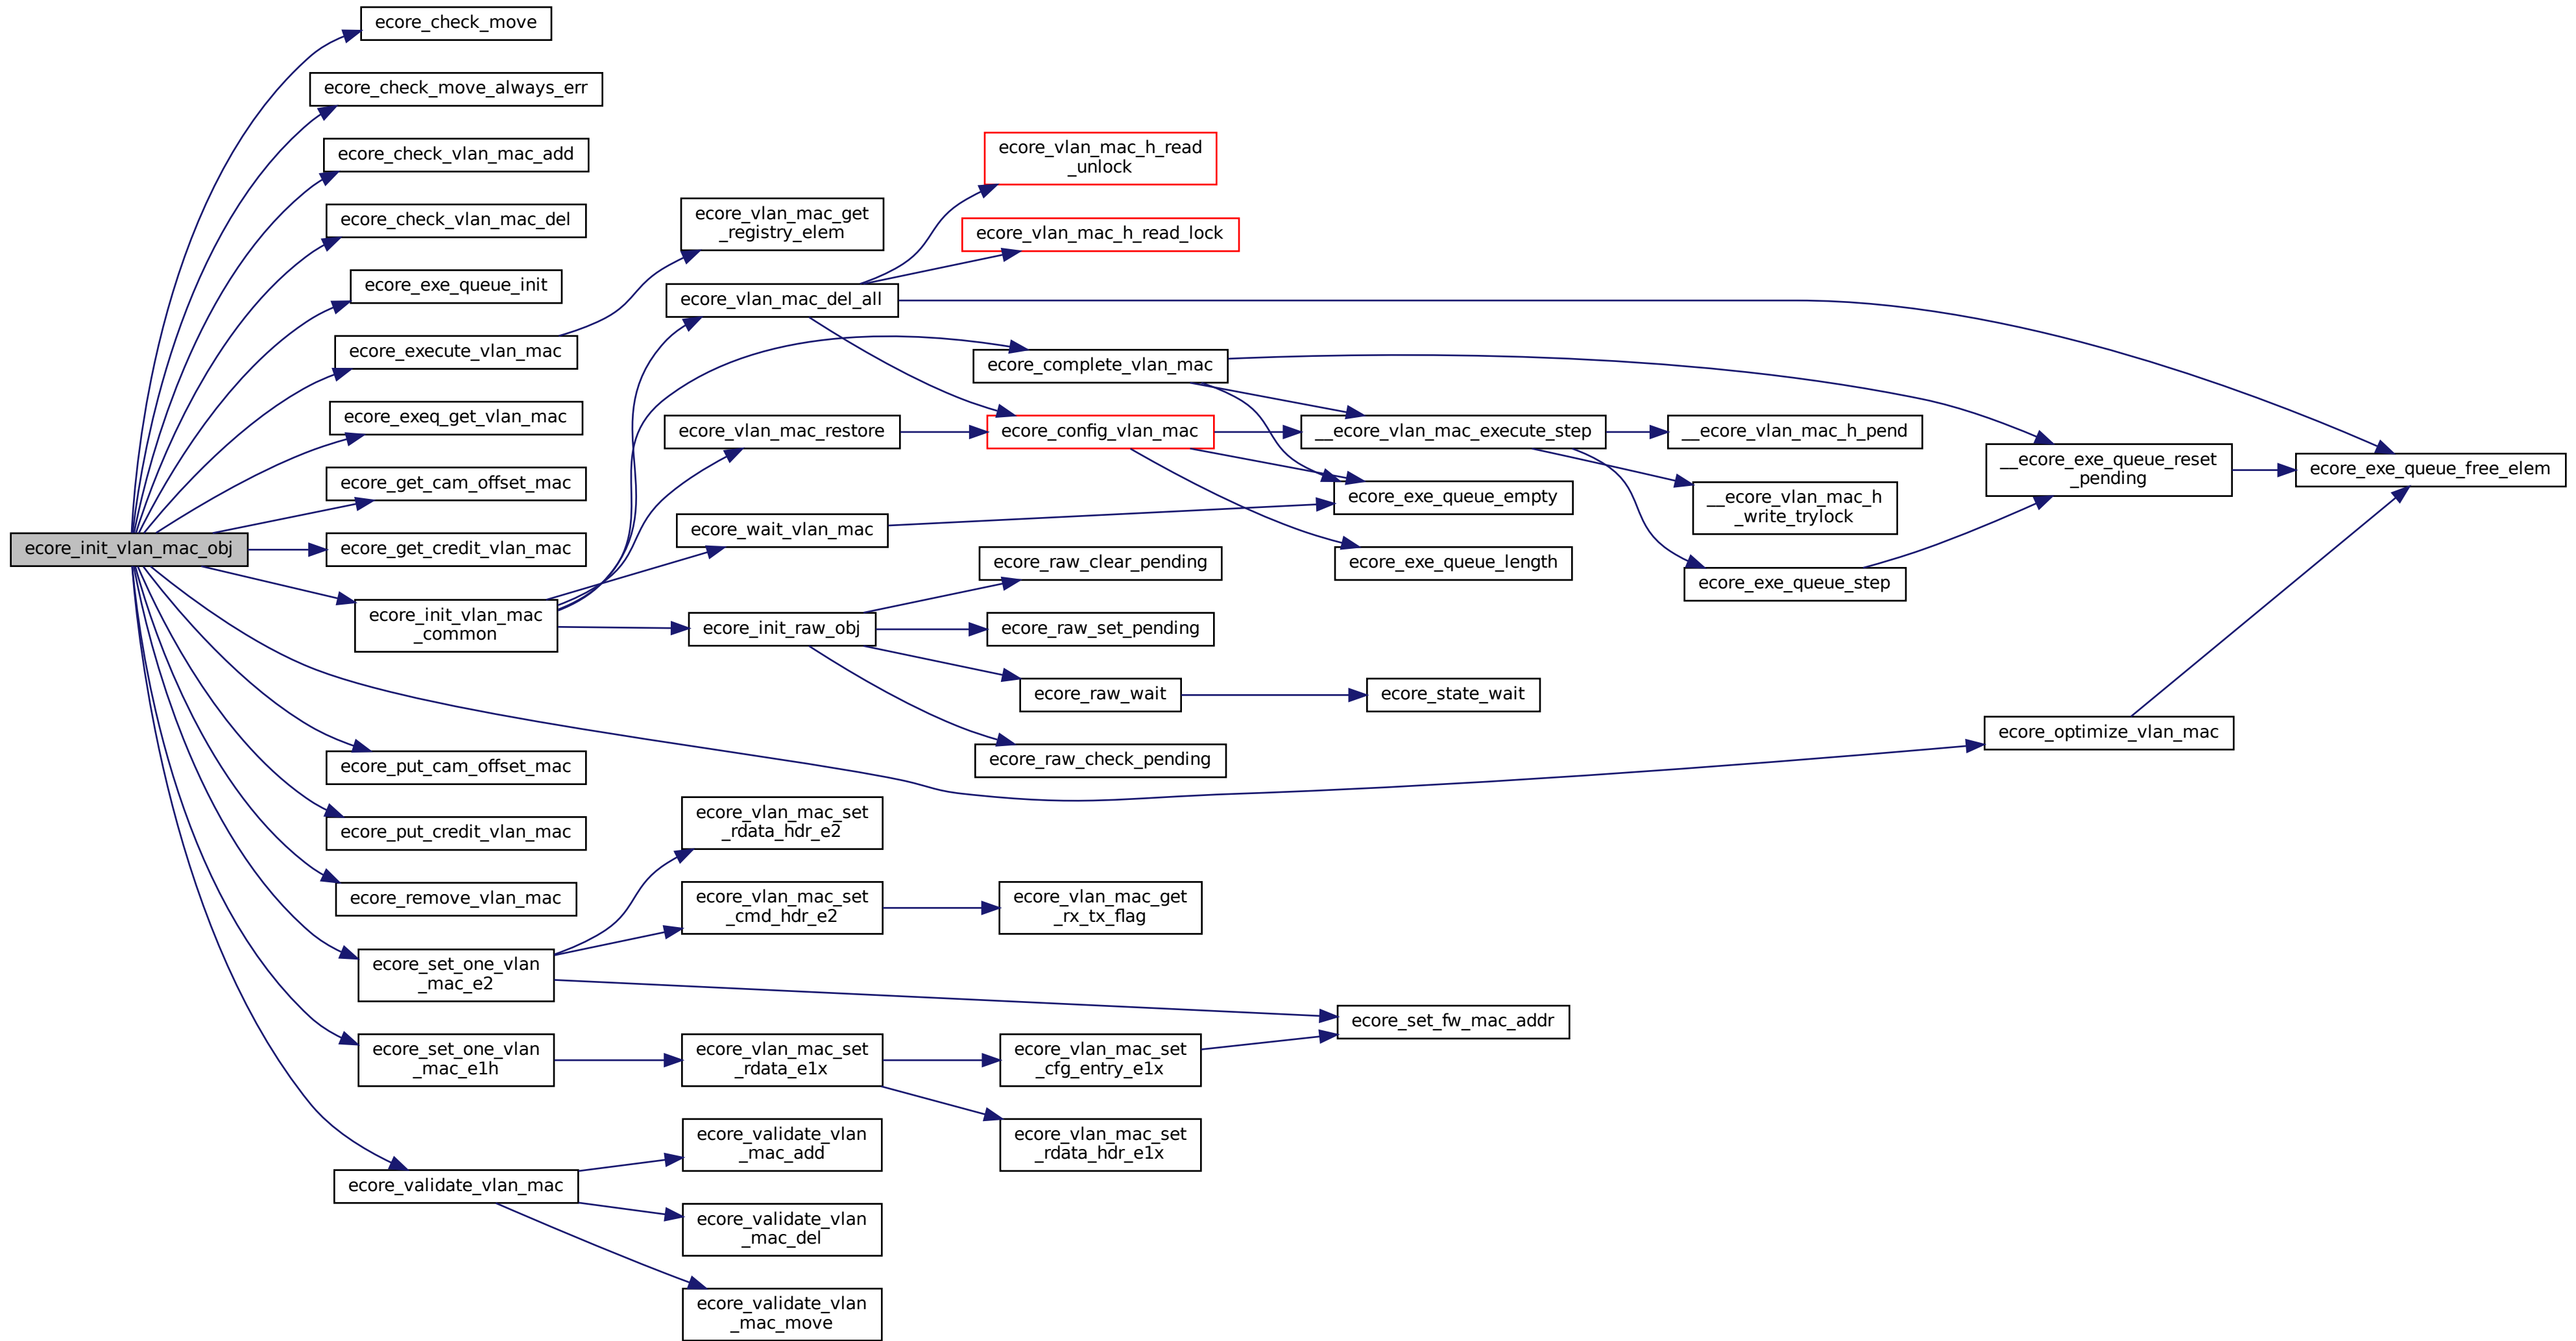 ecore_init_vlan_mac_obj
ecore_check_move
ecore_check_move_always_err
ecore_check_vlan_mac_add
ecore_check_vlan_mac_del
ecore_exe_queue_init
ecore_execute_vlan_mac
ecore_exeq_get_vlan_mac
ecore_get_cam_offset_mac
ecore_get_credit_vlan_mac
ecore_init_vlan_mac
_common
ecore_put_cam_offset_mac
ecore_put_credit_vlan_mac
ecore_remove_vlan_mac
ecore_set_one_vlan
_mac_e2
ecore_set_one_vlan
_mac_e1h
ecore_validate_vlan_mac
ecore_vlan_mac_get
_registry_elem
ecore_vlan_mac_del_all
ecore_vlan_mac_restore
ecore_wait_vlan_mac
ecore_init_raw_obj
ecore_vlan_mac_set
_rdata_hdr_e2
ecore_vlan_mac_set
_cmd_hdr_e2
ecore_vlan_mac_set
_rdata_e1x
ecore_validate_vlan
_mac_add
ecore_validate_vlan
_mac_del
ecore_validate_vlan
_mac_move
ecore_vlan_mac_h_read
_unlock
ecore_vlan_mac_h_read_lock
ecore_complete_vlan_mac
ecore_config_vlan_mac
ecore_raw_clear_pending
ecore_raw_set_pending
ecore_raw_wait
ecore_raw_check_pending
ecore_vlan_mac_get
_rx_tx_flag
ecore_vlan_mac_set
_cfg_entry_e1x
ecore_vlan_mac_set
_rdata_hdr_e1x
__ecore_vlan_mac_execute_step
ecore_exe_queue_empty
ecore_exe_queue_length
ecore_state_wait
ecore_set_fw_mac_addr
__ecore_vlan_mac_h_pend
__ecore_vlan_mac_h
_write_trylock
ecore_exe_queue_step
__ecore_exe_queue_reset
_pending
ecore_optimize_vlan_mac
ecore_exe_queue_free_elem